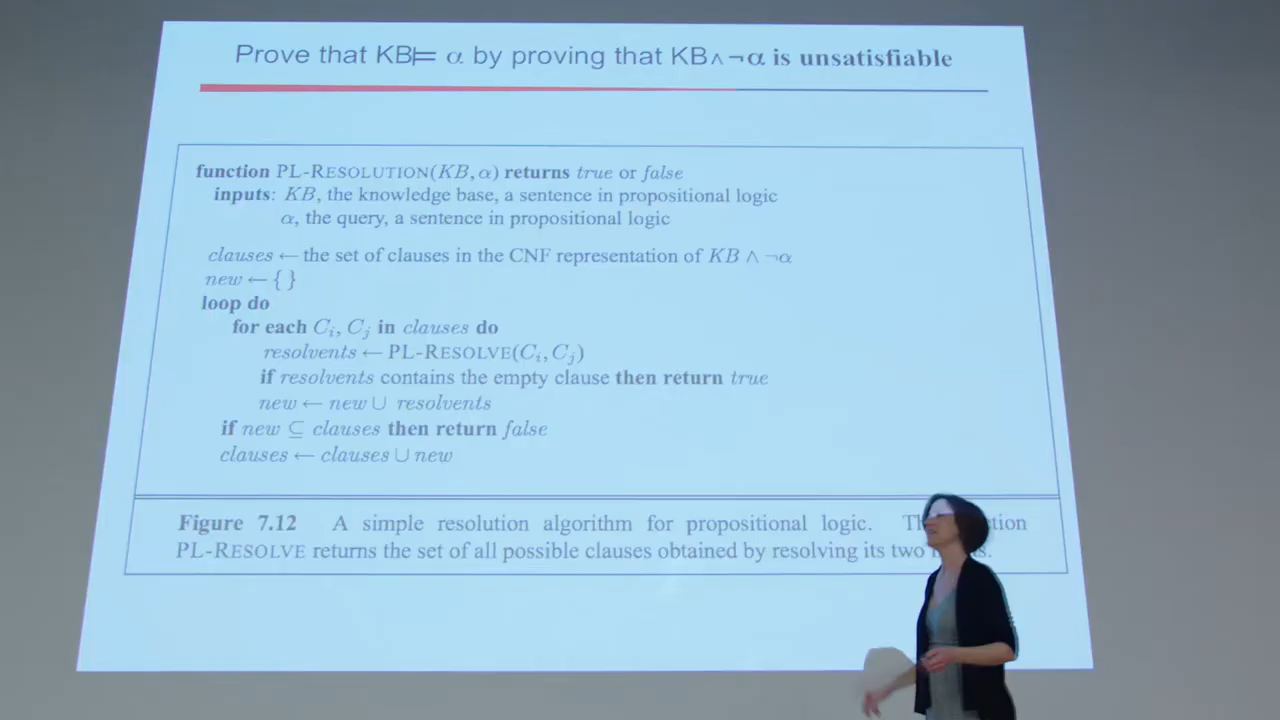 Prove that KB⊨ α by proving that KB∧¬α is unsatisfiable
function PL-RESOLUTION(KB, α) returns true or false
inputs: KB, the knowledge base, a sentence in propositional logic
α, the query, a sentence in propositional logic
clauses ← the set of clauses in the CNF representation of KB ∧ ¬α
new ← { }
loop do
for each Ci, Cj in clauses do
resolvents ← PL-RESOLVE(Ci, Cj)
if resolvents contains the empty clause then return true
new ← new ∪ resolvents
if new ⊆ clauses then return false
clauses ← clauses ∪ new
Figure 7.12 A simple resolution algorithm for propositional logic.
PL-RESOLVE returns the set of all possible clauses obtained by resolving its two